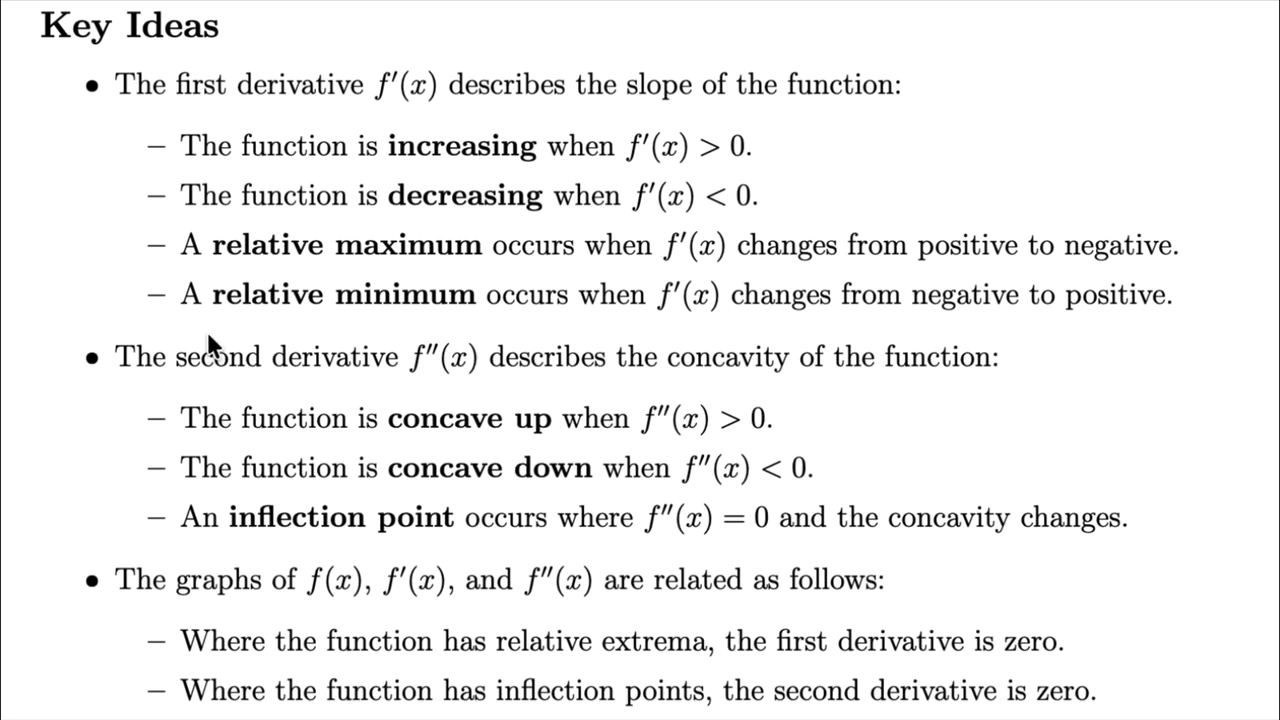 Key Ideas
• The first derivative f′(x) describes the slope of the function:
– The function is increasing when f′(x) > 0.
– The function is decreasing when f′(x) < 0.
– A relative maximum occurs when f′(x) changes from positive to negative.
– A relative minimum occurs when f′(x) changes from negative to positive.
• The second derivative f″(x) describes the concavity of the function:
– The function is concave up when f″(x) > 0.
– The function is concave down when f″(x) < 0.
– An inflection point occurs where f″(x) = 0 and the concavity changes.
• The graphs of f(x), f′(x), and f″(x) are related as follows:
– Where the function has relative extrema, the first derivative is zero.
– Where the function has inflection points, the second derivative is zero.